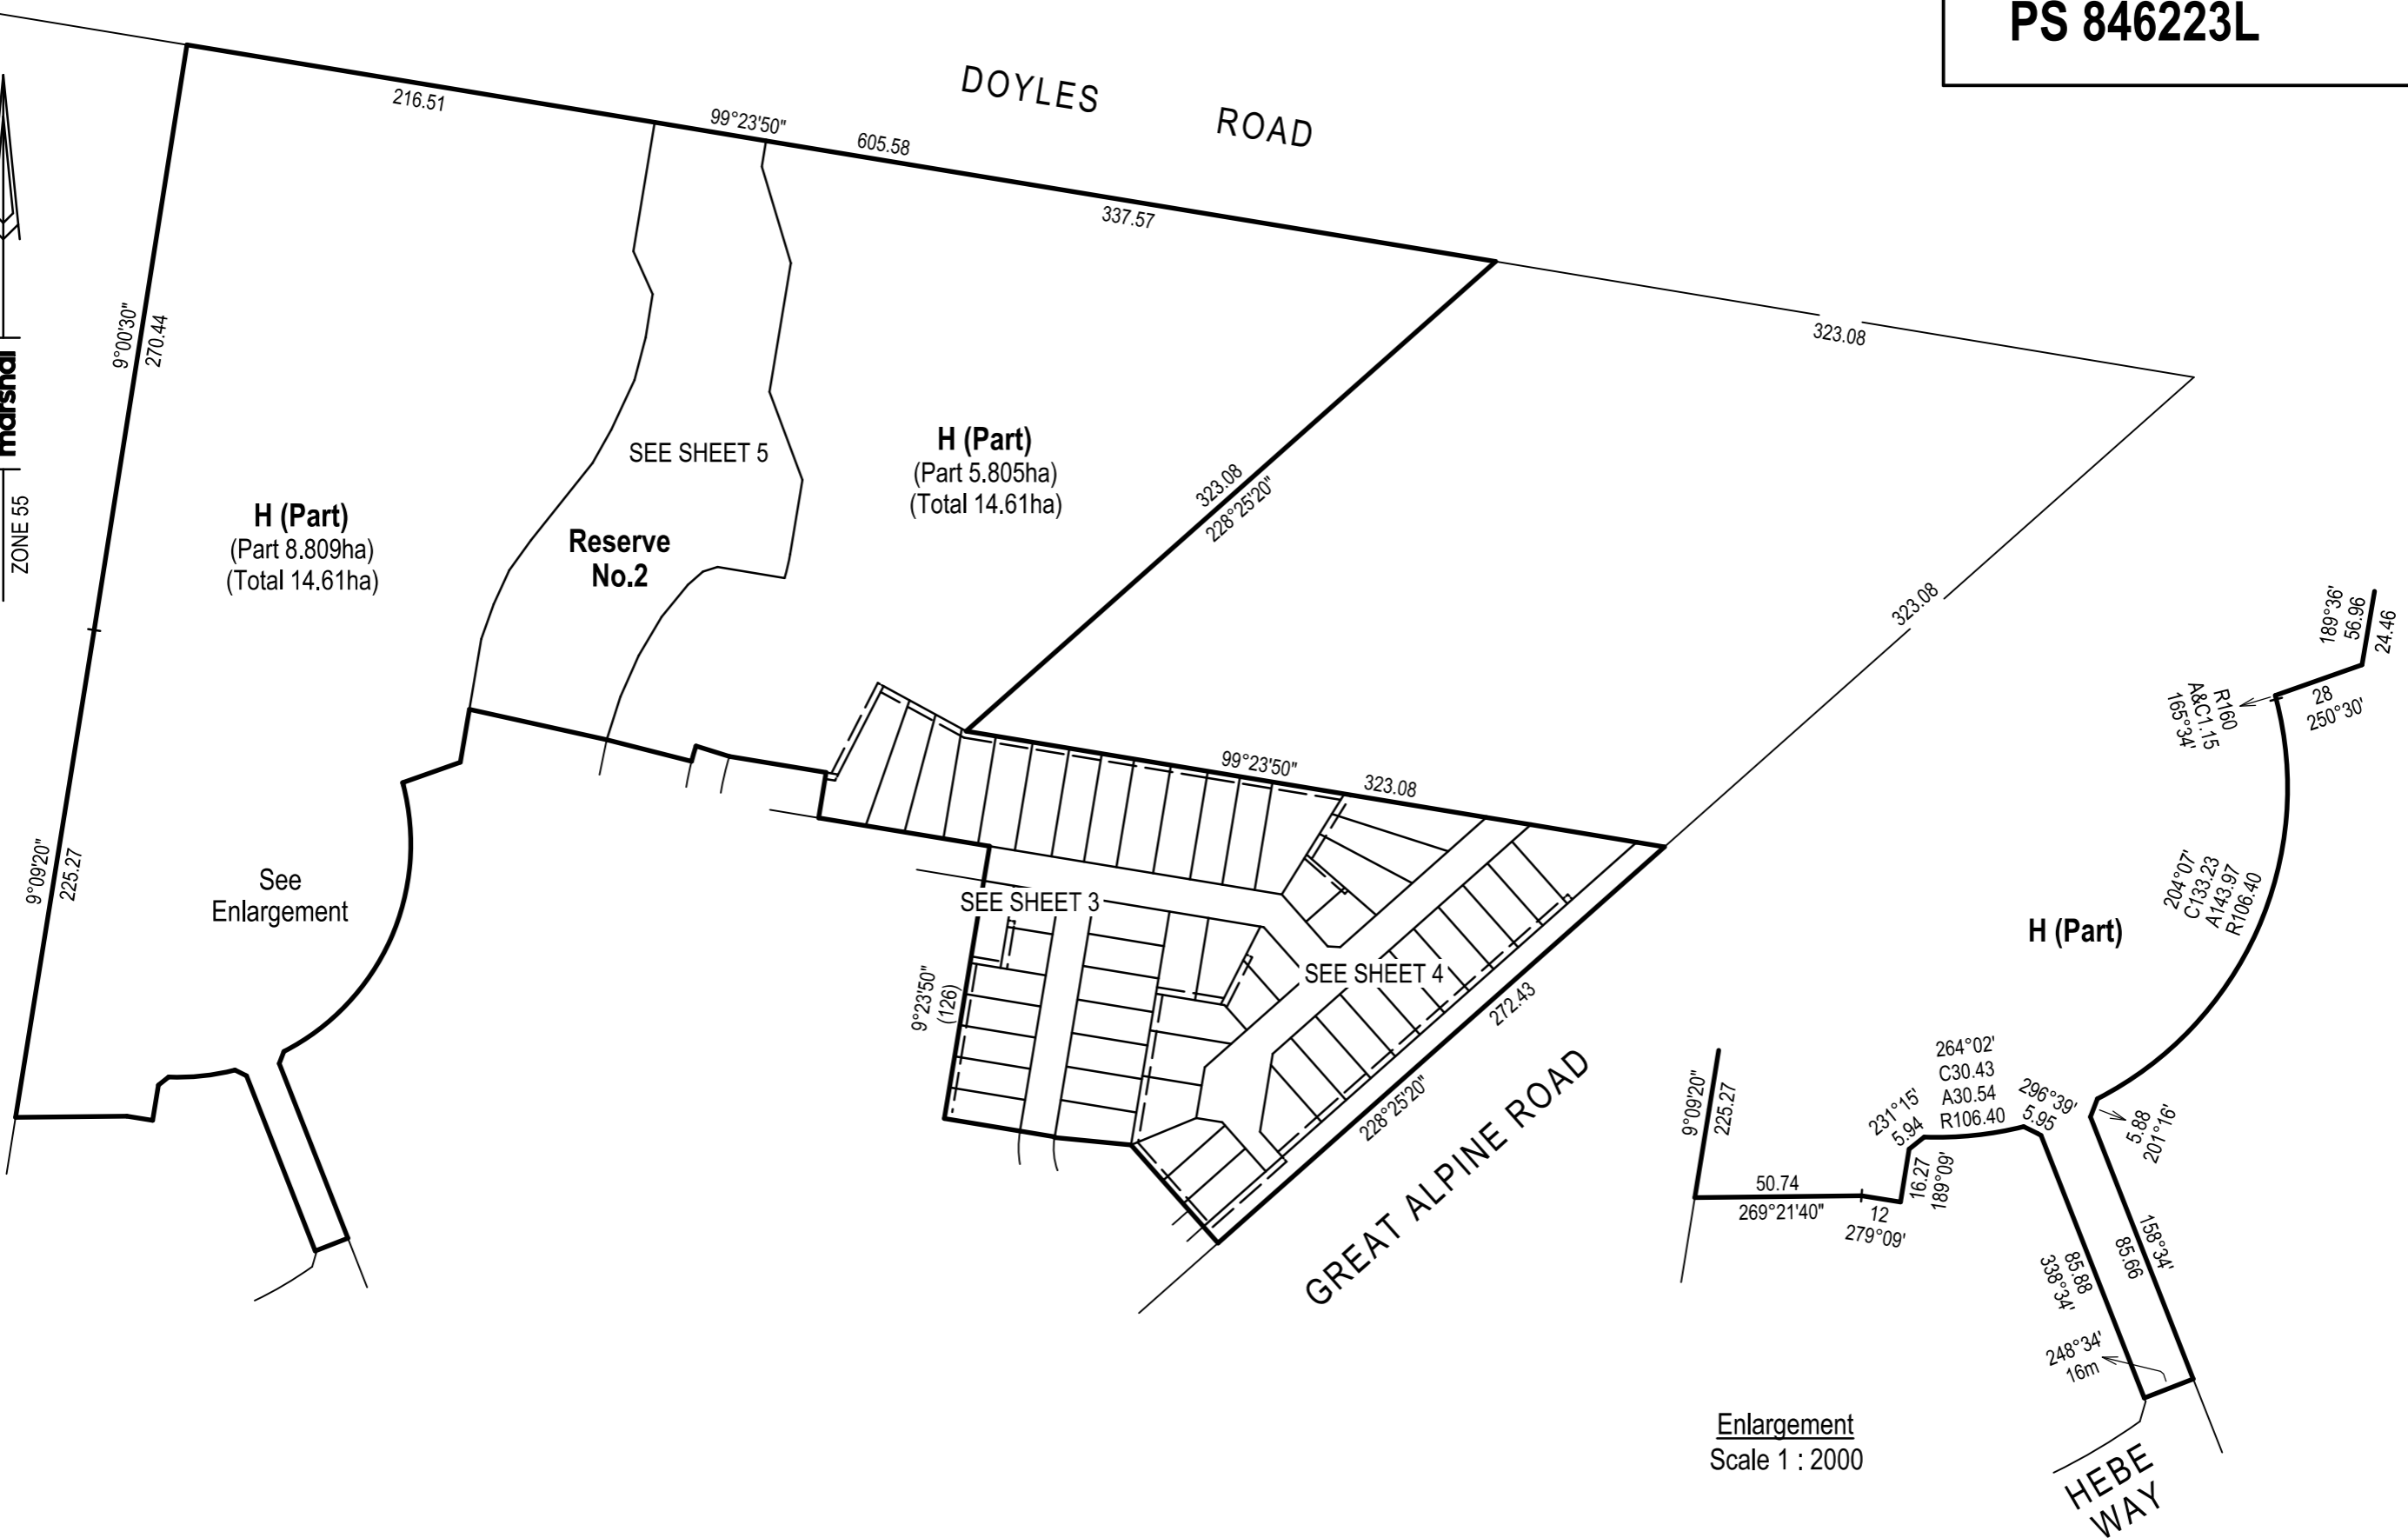 PS 846223L
DOYLES ROAD
216.51
99°23'50"
605.58
337.57
323.08
9°00'30"
270.44
marshal
ZONE 55
SEE SHEET 5
H (Part)
(Part 5.805ha)
(Total 14.61ha)
323.08
228°25'20"
H (Part)
(Part 8.809ha)
(Total 14.61ha)
Reserve
No.2
323.08
189°36'
56.96
24.46
R160
A&C1.15
165°34'
28
250°30'
99°23'50"
323.08
9°09'20"
225.27
See
Enlargement
SEE SHEET 3
SEE SHEET 4
9°23'50"
(126)
272.43
228°25'20"
GREAT ALPINE ROAD
204°07'
C133.23
A143.97
R106.40
H (Part)
264°02'
C30.43
A30.54
R106.40
296°39'
5.95
231°15'
5.94
5.88
201°16'
9°09'20"
225.27
16.27
189°09'
50.74
269°21'40"
12
279°09'
158°34'
85.66
85.88
338°34'
248°34'
16m
Enlargement
Scale 1 : 2000
HEBE
WAY